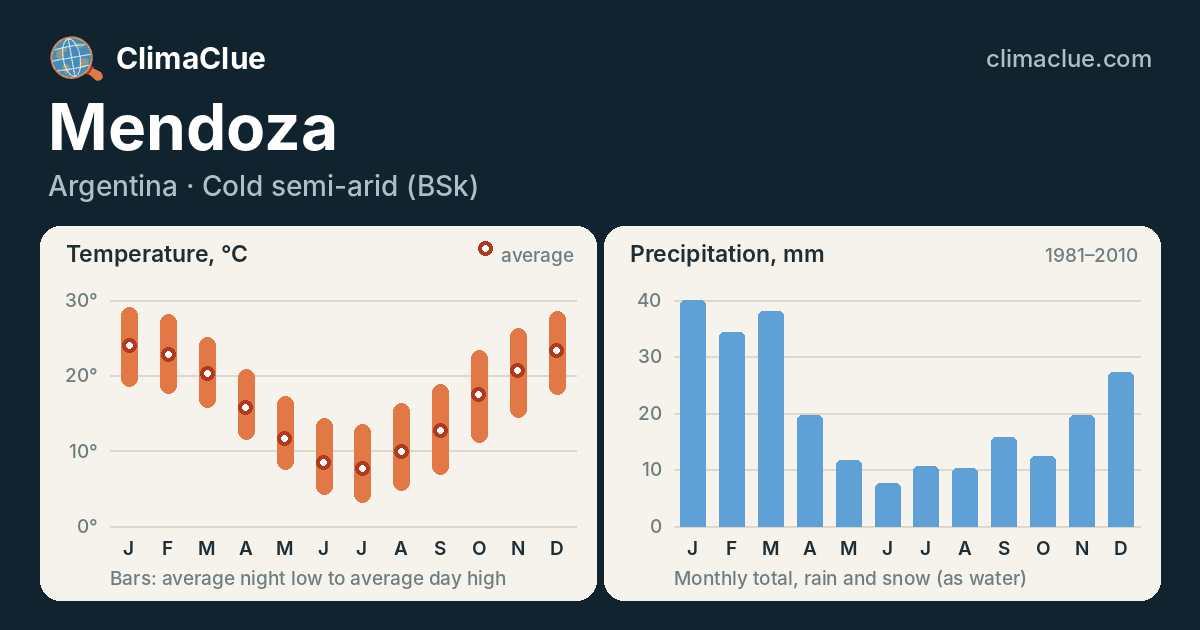 ClimaClue
climaclue.com
Mendoza
Argentina · Cold semi-arid (BSk)
Temperature, °C
average
30°
20°
10°
0°
J F M A M J J A S O N D
Bars: average night low to average day high
Precipitation, mm
1981–2010
40
30
20
10
0
J F M A M J J A S O N D
Monthly total, rain and snow (as water)